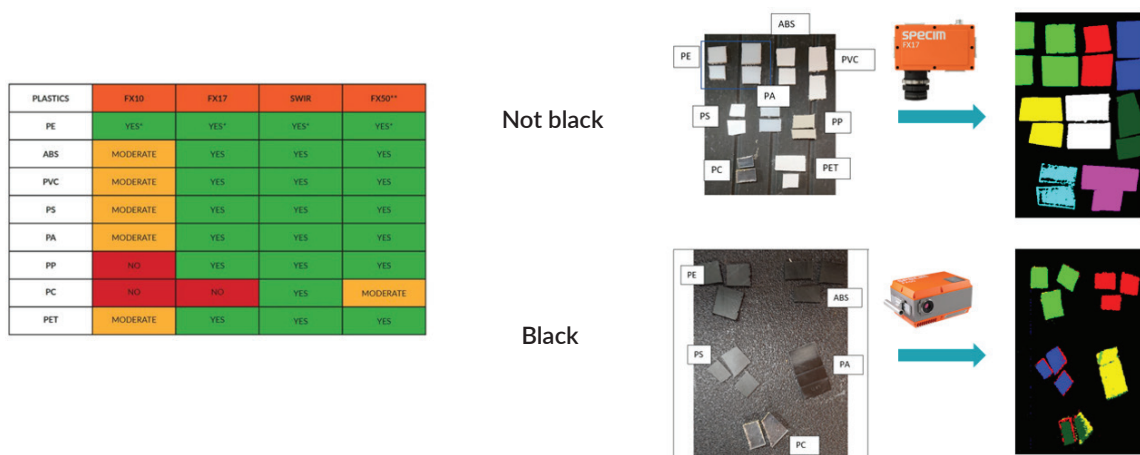 PLASTICS FX10 FX17 SWIR FX50**
PE YES* YES* YES* YES*
ABS MODERATE YES YES YES
PVC MODERATE YES YES YES
PS MODERATE YES YES YES
PA MODERATE YES YES YES
PP NO YES YES YES
PC NO NO YES MODERATE
PET MODERATE YES YES YES
Not black
ABS
PE
PVC
PA
PS
PP
PC
PET
SPECIM
FX17
Black
PE
ABS
PS
PA
PC